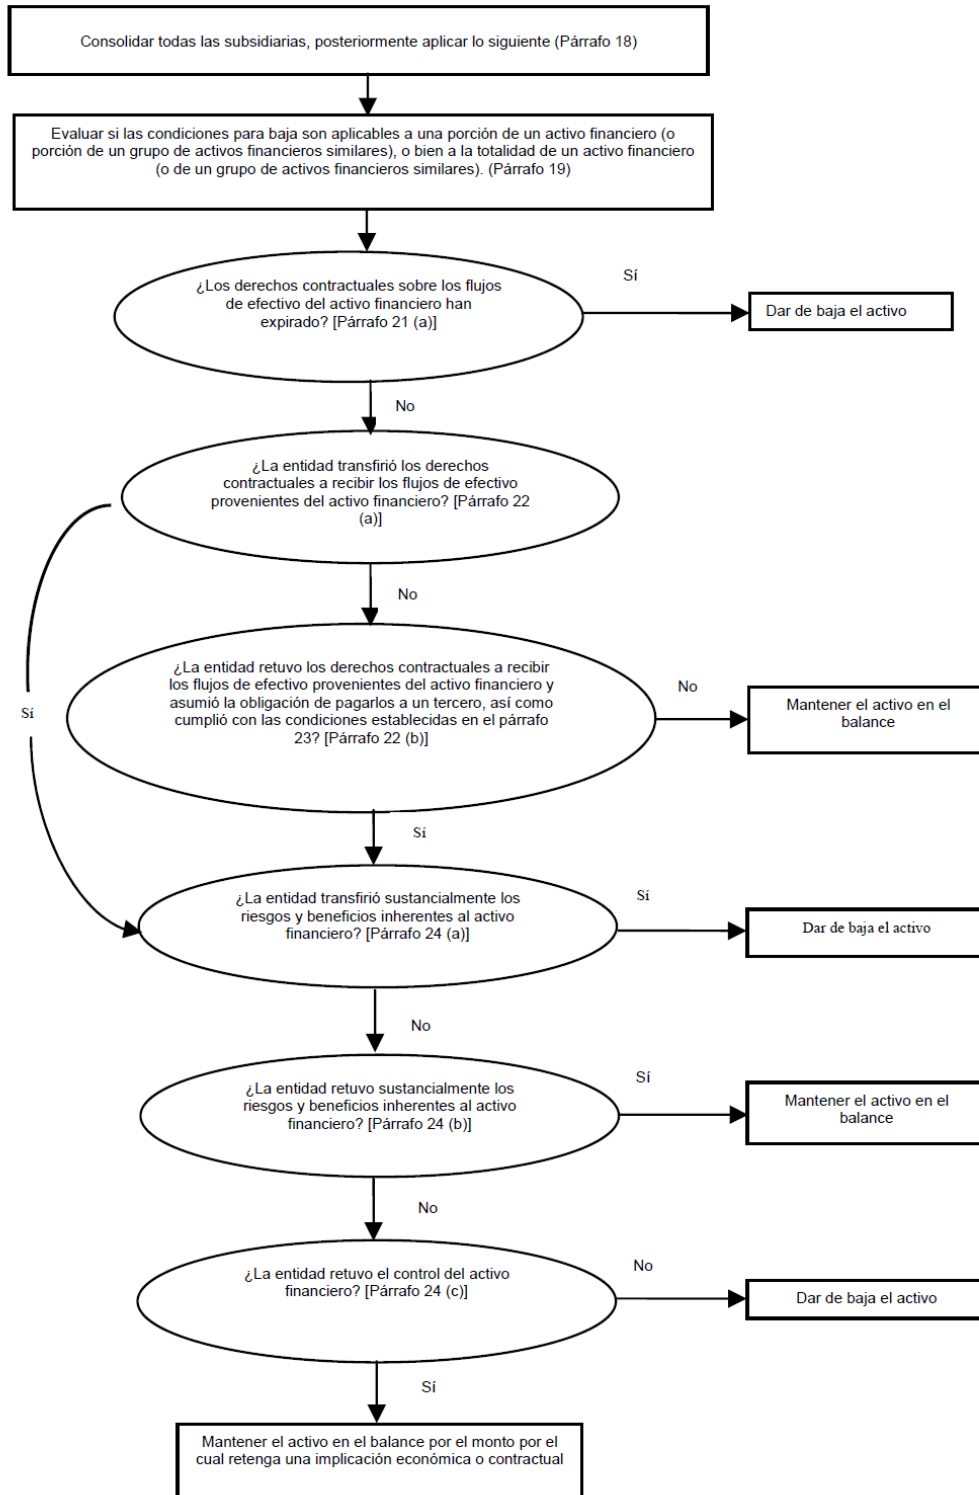 Consolidar todas las subsidiarias, posteriormente aplicar lo siguiente (Párrafo 18)
Evaluar si las condiciones para baja son aplicables a una porción de un activo financiero (o
porción de un grupo de activos financieros similares), o bien a la totalidad de un activo financiero
(o de un grupo de activos financieros similares). (Párrafo 19)
¿Los derechos contractuales sobre los flujos
de efectivo del activo financiero han
expirado? [Párrafo 21 (a)]
Sí
Dar de baja el activo
No
¿La entidad transfirió los derechos
contractuales a recibir los flujos de efectivo
provenientes del activo financiero? [Párrafo 22
(a)]
No
Sí
¿La entidad retuvo los derechos contractuales a recibir
los flujos de efectivo provenientes del activo financiero y
asumió la obligación de pagarlos a un tercero, así como
cumplió con las condiciones establecidas en el párrafo
23? [Párrafo 22 (b)]
No
Mantener el activo en el
balance
Sí
¿La entidad transfirió sustancialmente los
riesgos y beneficios inherentes al activo
financiero? [Párrafo 24 (a)]
Sí
Dar de baja el activo
No
¿La entidad retuvo sustancialmente los
riesgos y beneficios inherentes al activo
financiero? [Párrafo 24 (b)]
Sí
Mantener el activo en el
balance
No
¿La entidad retuvo el control del activo
financiero? [Párrafo 24 (c)]
No
Dar de baja el activo
Sí
Mantener el activo en el balance por el monto por el
cual retenga una implicación económica o contractual